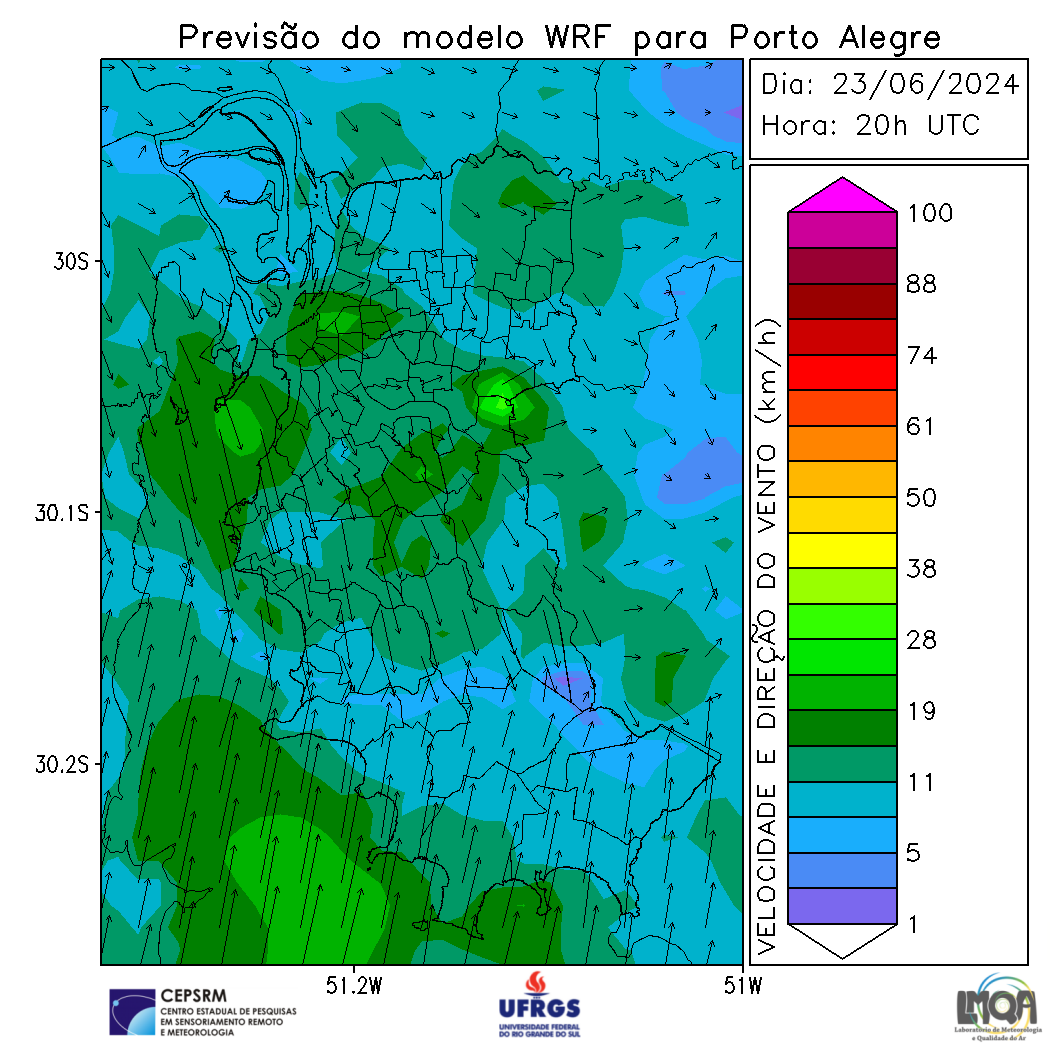 Previsão do modelo WRF para Porto Alegre
Dia: 23/06/2024
Hora: 20h UTC
30S
30.1S
30.2S
51.2W
51W
VELOCIDADE E DIREÇÃO DO VENTO (km/h)
100
88
74
61
50
38
28
19
11
5
1
CEPSRM
CENTRO ESTADUAL DE PESQUISAS
EM SENSORIAMENTO REMOTO
E METEOROLOGIA
UFRGS
UNIVERSIDADE FEDERAL
DO RIO GRANDE DO SUL
LMQA
Laboratório de Meteorologia
e Qualidade do Ar